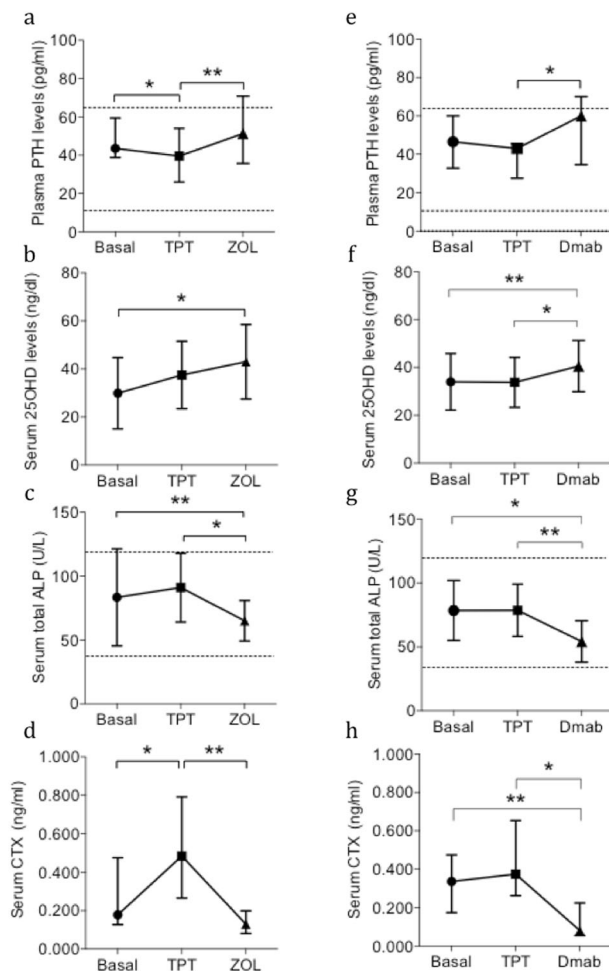 a
Plasma PTH levels (pg/ml)
100
80
60
40
20
0
* **
Basal TPT ZOL
b
Serum 25OHD levels (ng/dl)
80
60
40
20
0
*
Basal TPT ZOL
c
Serum total ALP (U/L)
150
100
50
0
**
*
Basal TPT ZOL
d
Serum CTX (ng/ml)
1.000
0.800
0.600
0.400
0.200
0.000
* **
Basal TPT ZOL
e
Plasma PTH levels (pg/ml)
100
80
60
40
20
0
*
Basal TPT Dmab
f
Serum 25OHD levels (ng/dl)
80
60
40
20
0
**
*
Basal TPT Dmab
g
Serum total ALP (U/L)
150
100
50
0
*
**
Basal TPT Dmab
h
Serum CTX (ng/ml)
1.000
0.800
0.600
0.400
0.200
0.000
*
**
Basal TPT Dmab